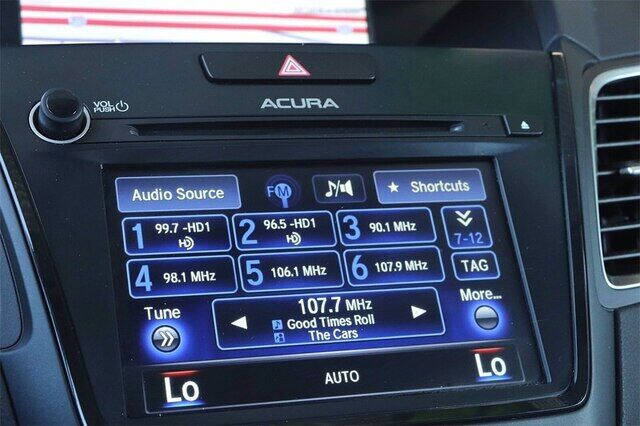 VOL
PUSH
ACURA
Audio Source
FM
★ Shortcuts
1 99.7 -HD1
HD
2 96.5 -HD1
HD
3 90.1 MHz
7-12
4 98.1 MHz
5 106.1 MHz
6 107.9 MHz
TAG
Tune
107.7 MHz
Good Times Roll
The Cars
More...
Lo
AUTO
Lo